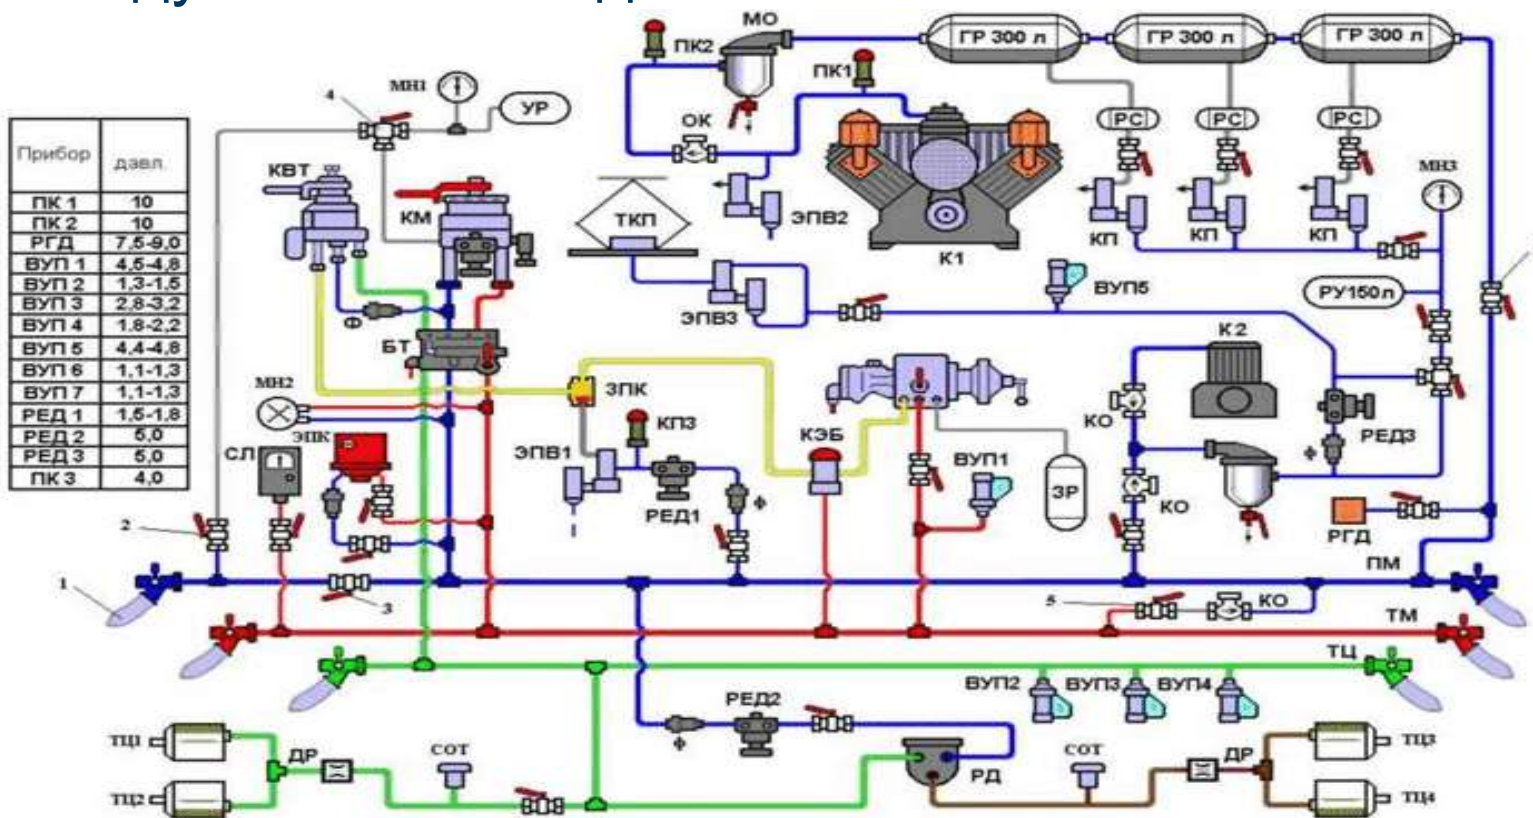 ПК2
МО
ГР 300 л
ГР 300 л
ГР 300 л
МН1
УР
4
ПК1
ОК
РС
РС
РС
Прибор
давл.
ПК 1
10
ПК 2
10
РГД
7,5-9,0
ВУП 1
4,5-4,8
ВУП 2
1,3-1,5
ВУП 3
2,8-3,2
ВУП 4
1.8-2,2
ВУП 5
4,4-4,8
ВУП 6
1,1-1,3
ВУП 7
1,1-1,3
РЕД 1
1,5-1,8
РЕД 2
5,0
РЕД 3
5,0
ПК 3
4,0
КВТ
КМ
ТКП
ЭПВ2
К1
КП
КП
КП
МН3
ЭПВ3
ВУП5
РУ150л
Ф
БТ
К2
МН2
ЗПК
КО
РЕД3
СЛ
ЭПК
ЭПВ1
КП3
КЭБ
ВУП1
ЗР
ф
РЕД1
ф
КО
РГД
2
ПМ
1
3
5
КО
ТМ
ТЦ
ВУП2
ВУП3
ВУП4
РЕД2
ф
ТЦ1
ДР
СОТ
РД
СОТ
ДР
ТЦ3
ТЦ2
ТЦ4